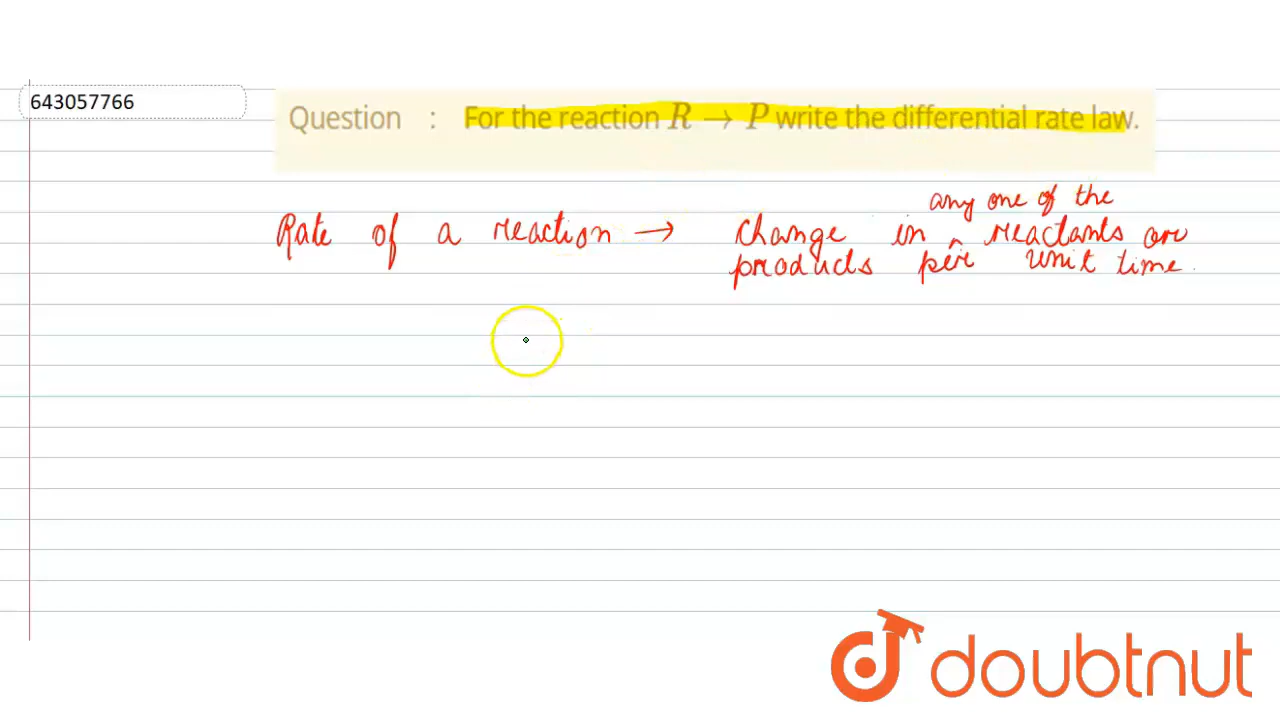 643057766
Question : For the reaction R → P write the differential rate law.
any one of the
Rate of a reaction → Change in ^ reactants or
products per unit time.
doubtnut